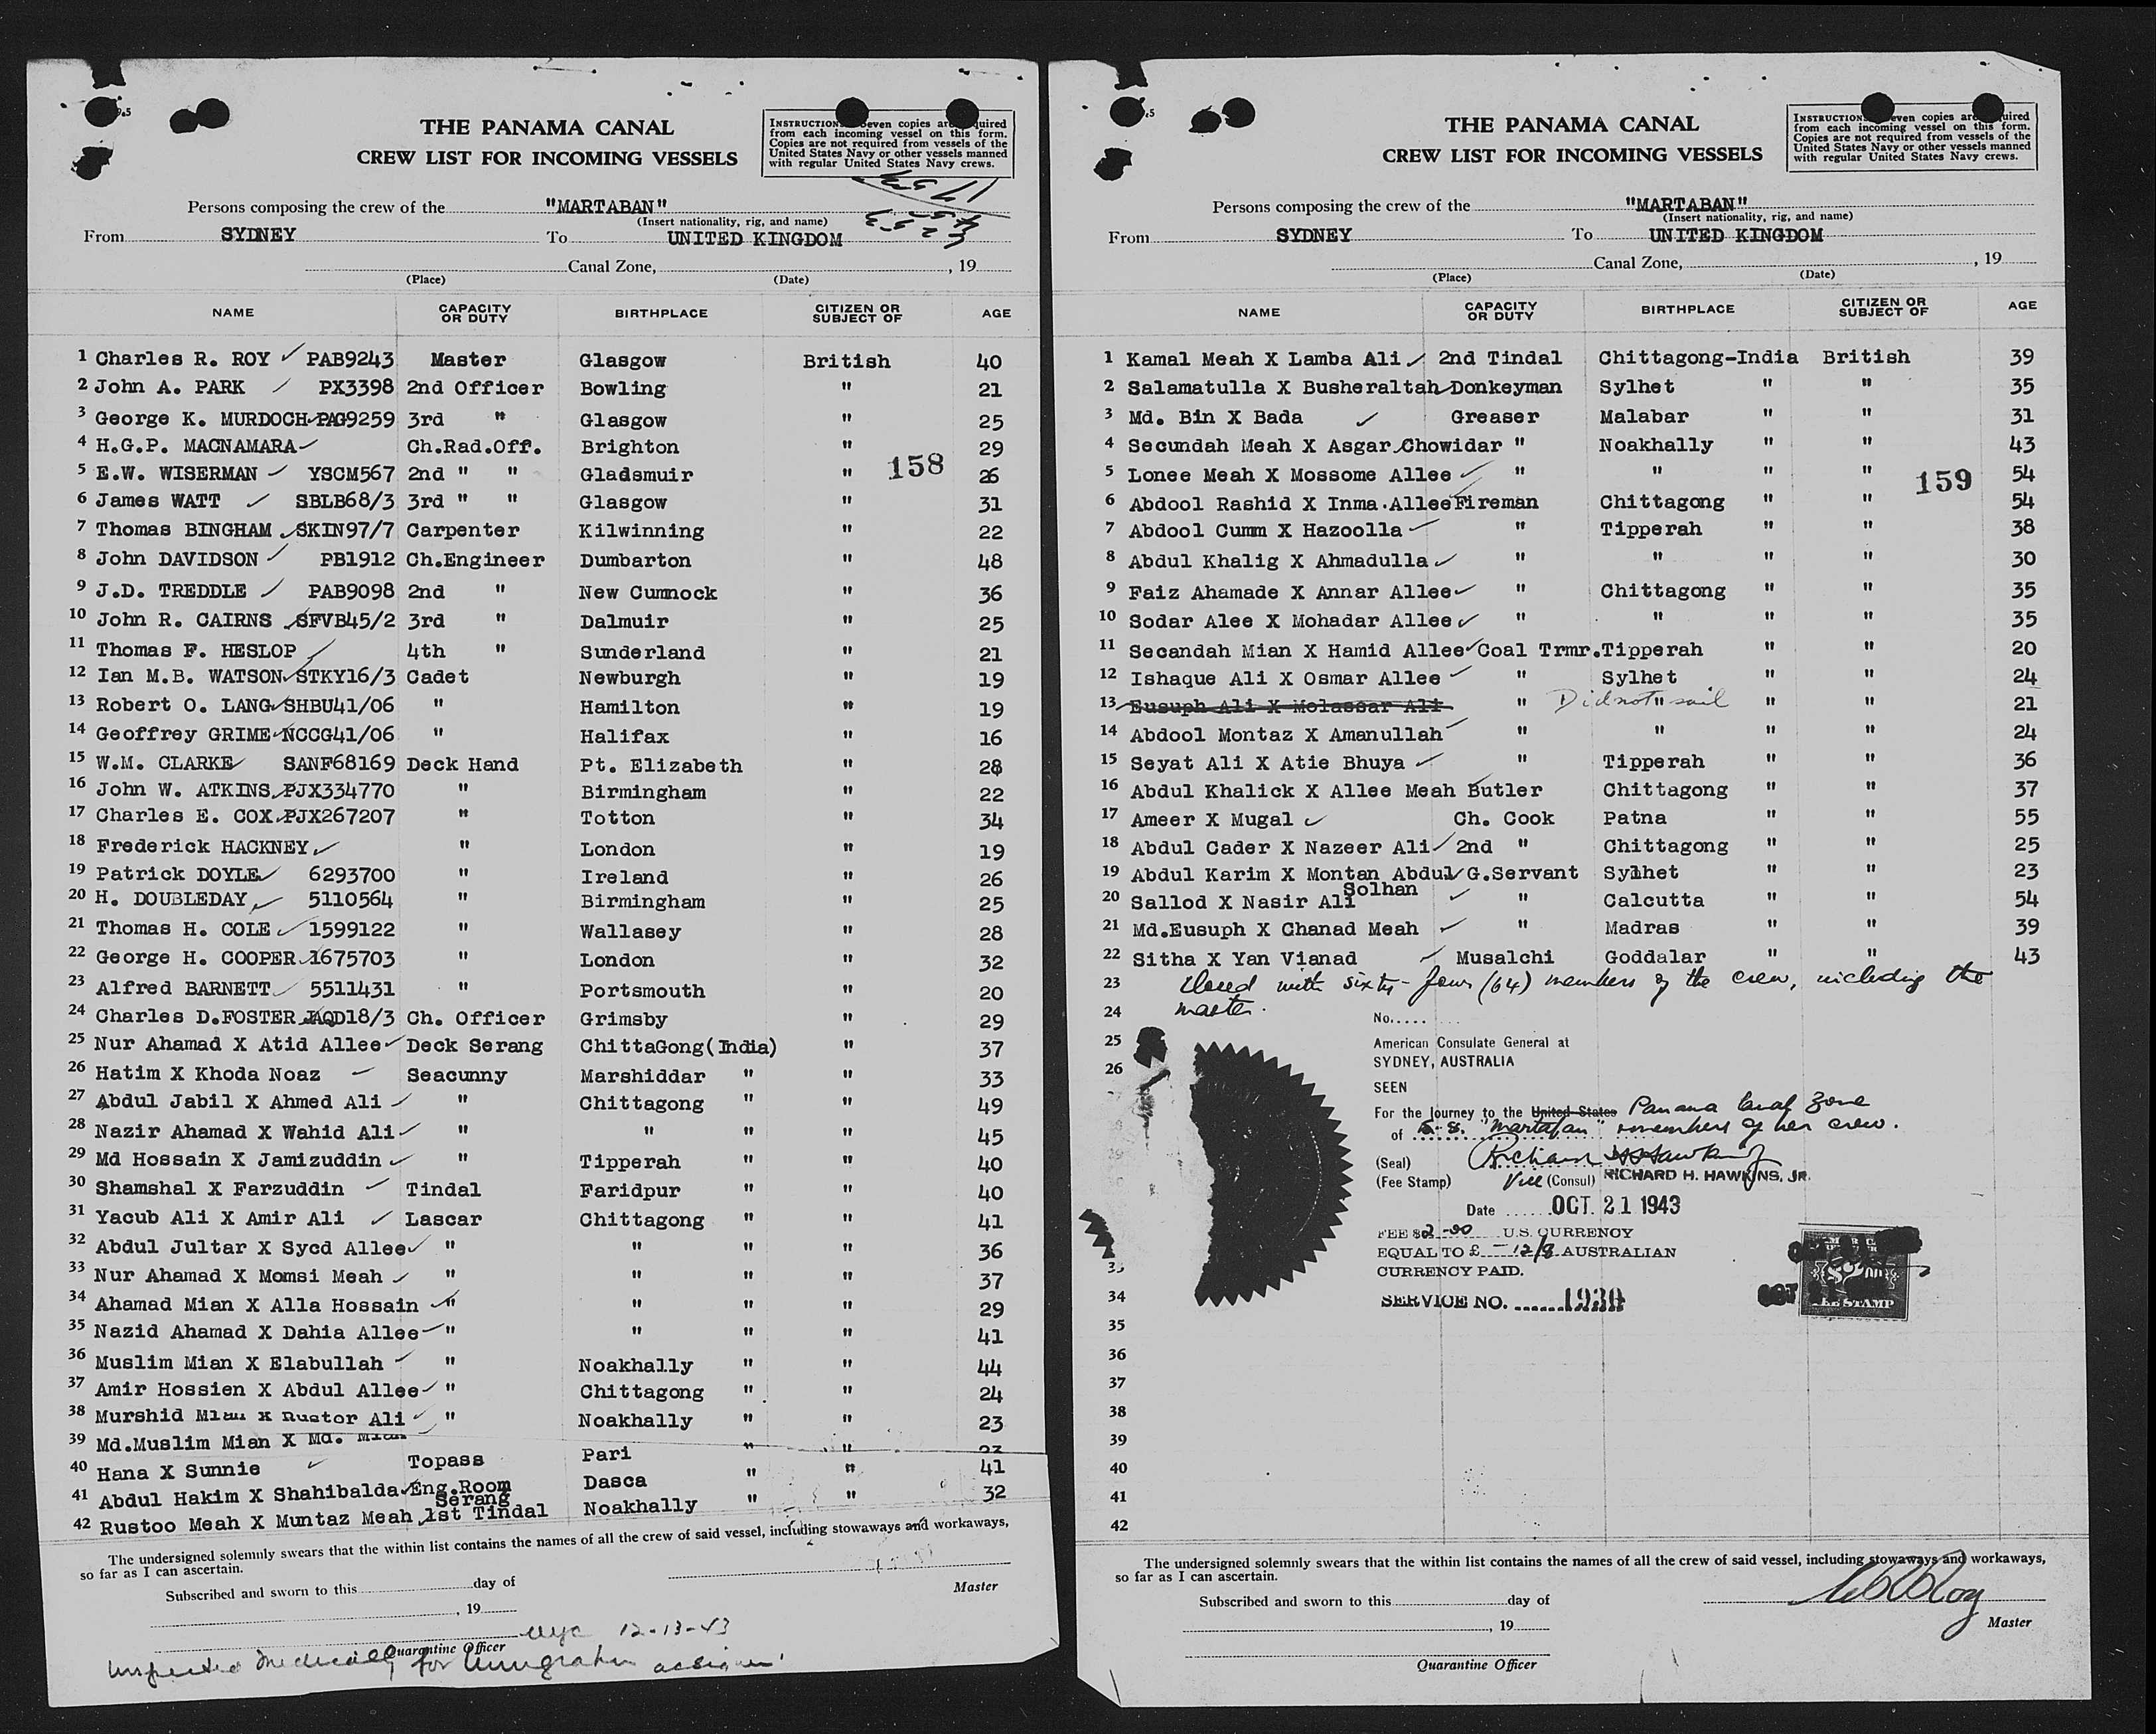 THE PANAMA CANAL
CREW LIST FOR INCOMING VESSELS
from each incoming vessel on this form.
Copies are not required from vessels of the
United States Navy or other vessels manned
with regular United States Navy crews.
Persons composing the crew of the "MARTABAN"
(Insert nationality, rig, and name)
From SYDNEY To UNITED KINGDOM
Canal Zone, , 19
(Place) (Date)
NAME CAPACITY OR DUTY BIRTHPLACE CITIZEN OR SUBJECT OF AGE
1 Charles R. ROY ✓ PAB9243 Master Glasgow British 40
2 John A. PARK PX3398 2nd Officer Bowling " 21
3 George K. MURDOCH PAG9259 3rd " Glasgow " 25
4 H.G.P. MACNAMARA Ch.Rad.Off. Brighton " 29
158
5 E.W. WISERMAN YSCM567 2nd " " Gladsmuir " 26
6 James WATT SBLB68/3 3rd " " Glasgow " 31
7 Thomas BINGHAM SKIN97/7 Carpenter Kilwinning " 22
8 John DAVIDSON PB1912 Ch.Engineer Dumbarton " 48
9 J.D. TREDDLE PAB9098 2nd " New Cumnock " 36
10 John R. CAIRNS SFVB45/2 3rd " Dalmuir " 25
11 Thomas F. HESLOP 4th " Sunderland " 21
12 Ian M.B. WATSON STKY16/3 Cadet Newburgh " 19
13 Robert O. LANG SHBU41/06 " Hamilton " 19
14 Geoffrey GRIME NCCG41/06 " Halifax " 16
15 W.M. CLARKE SANF68169 Deck Hand Pt. Elizabeth " 28
16 John W. ATKINS PJX334770 " Birmingham " 22
17 Charles E. COX PJX267207 " Totton " 34
18 Frederick HACKNEY " London " 19
19 Patrick DOYLE 6293700 " Ireland " 26
20 H. DOUBLEDAY 5110564 " Birmingham " 25
21 Thomas H. COLE 1599122 " Wallasey " 28
22 George H. COOPER 1675703 " London " 32
23 Alfred BARNETT 5511431 " Portsmouth " 20
24 Charles D.FOSTER JAQD18/3 Ch. Officer Grimsby " 29
25 Nur Ahamad X Atid Allee Deck Serang ChittaGong(India) " 37
26 Hatim X Khoda Noaz Seacunny Marshiddar " " 33
27 Abdul Jabil X Ahmed Ali " Chittagong " " 49
28 Nazir Ahamad X Wahid Ali " " " " 45
29 Md Hossain X Jamizuddin " Tipperah " " 40
30 Shamshal X Farzuddin Tindal Faridpur " " 40
31 Yacub Ali X Amir Ali Lascar Chittagong " " 41
32 Abdul Jultar X Syed Allee " " " " 36
33 Nur Ahamad X Momsi Meah " " " " 37
34 Ahamad Mian X Alla Hossain " " " " 29
35 Nazid Ahamad X Dahia Allee " " " " 41
36 Muslim Mian X Elabullah " Noakhally " " 44
37 Amir Hossien X Abdul Allee " Chittagong " " 24
38 Murshid Mian X Rustor Ali " Noakhally " " 23
39 Md.Muslim Mian X Md. Mian " " 23
40 Hana X Sunnie Topass Pari " " 41
41 Abdul Hakim X Shahibalda Eng.Room Serang Dasca " " 32
42 Rustoo Meah X Muntaz Meah 1st Tindal Noakhally " "
The undersigned solemnly swears that the within list contains the names of all the crew of said vessel, including stowaways and workaways,
so far as I can ascertain.
Subscribed and sworn to this day of
Master
, 19
12-13-43
Quarantine Officer
Inspected Medically for Immigration
THE PANAMA CANAL
CREW LIST FOR INCOMING VESSELS
from each incoming vessel on this form.
Copies are not required from vessels of the
United States Navy or other vessels manned
with regular United States Navy crews.
Persons composing the crew of the "MARTABAN"
(Insert nationality, rig, and name)
From SYDNEY To UNITED KINGDOM
Canal Zone, , 19
(Place) (Date)
NAME CAPACITY OR DUTY BIRTHPLACE CITIZEN OR SUBJECT OF AGE
1 Kamal Meah X Lamba Ali 2nd Tindal Chittagong-India British 39
2 Salamatulla X Busheraltah Donkeyman Sylhet " " 35
3 Md. Bin X Bada Greaser Malabar " " 31
4 Secundah Meah X Asgar Chowidar " Noakhally " " 43
5 Lonee Meah X Mossome Allee " " " " 54
159
6 Abdool Rashid X Inma.Allee Fireman Chittagong " " 54
7 Abdool Cumm X Hazoolla " Tipperah " " 38
8 Abdul Khalig X Ahmadulla " " " " 30
9 Faiz Ahamade X Annar Allee " Chittagong " " 35
10 Sodar Alee X Mohadar Allee " " " " 35
11 Secandah Mian X Hamid Allee Coal Trmr. Tipperah " " 20
12 Ishaque Ali X Osmar Allee " Sylhet " " 24
13 Eusuph Ali X Molassar Ali " Did not sail " " " 21
14 Abdool Montaz X Amanullah " " " " 24
15 Seyat Ali X Atie Bhuya " Tipperah " " 36
16 Abdul Khalick X Allee Meah Butler Chittagong " " 37
17 Ameer X Mugal Ch. Cook Patna " " 55
18 Abdul Cader X Nazeer Ali 2nd " Chittagong " " 25
19 Abdul Karim X Montan Abdul Solhan G.Servant Sylhet " " 23
20 Sallod X Nasir Ali " Calcutta " " 54
21 Md.Eusuph X Chanad Meah " Madras " " 39
22 Sitha X Yan Vianad Musalchi Goddalar " " 43
23 Closed with sixty-four (64) members of the crew, including the
24 master.
No.....
25 American Consulate General at
SYDNEY, AUSTRALIA
26
SEEN
For the Journey to the United States Panama Canal Zone
of S.S. "Martaban" members of her crew.
(Seal) Richard H Hawkins Jr
(Fee Stamp) Vice (Consul) RICHARD H. HAWKINS, JR.
Date ...... OCT. 21 1943
FEE $2.00 U.S. CURRENCY
EQUAL TO £ - 12/8 AUSTRALIAN
CURRENCY PAID.
SERVICE NO. ......1930
FEE STAMP
33
34
35
36
37
38
39
40
41
42
The undersigned solemnly swears that the within list contains the names of all the crew of said vessel, including stowaways and workaways,
so far as I can ascertain.
Subscribed and sworn to this day of
Master
, 19
Quarantine Officer